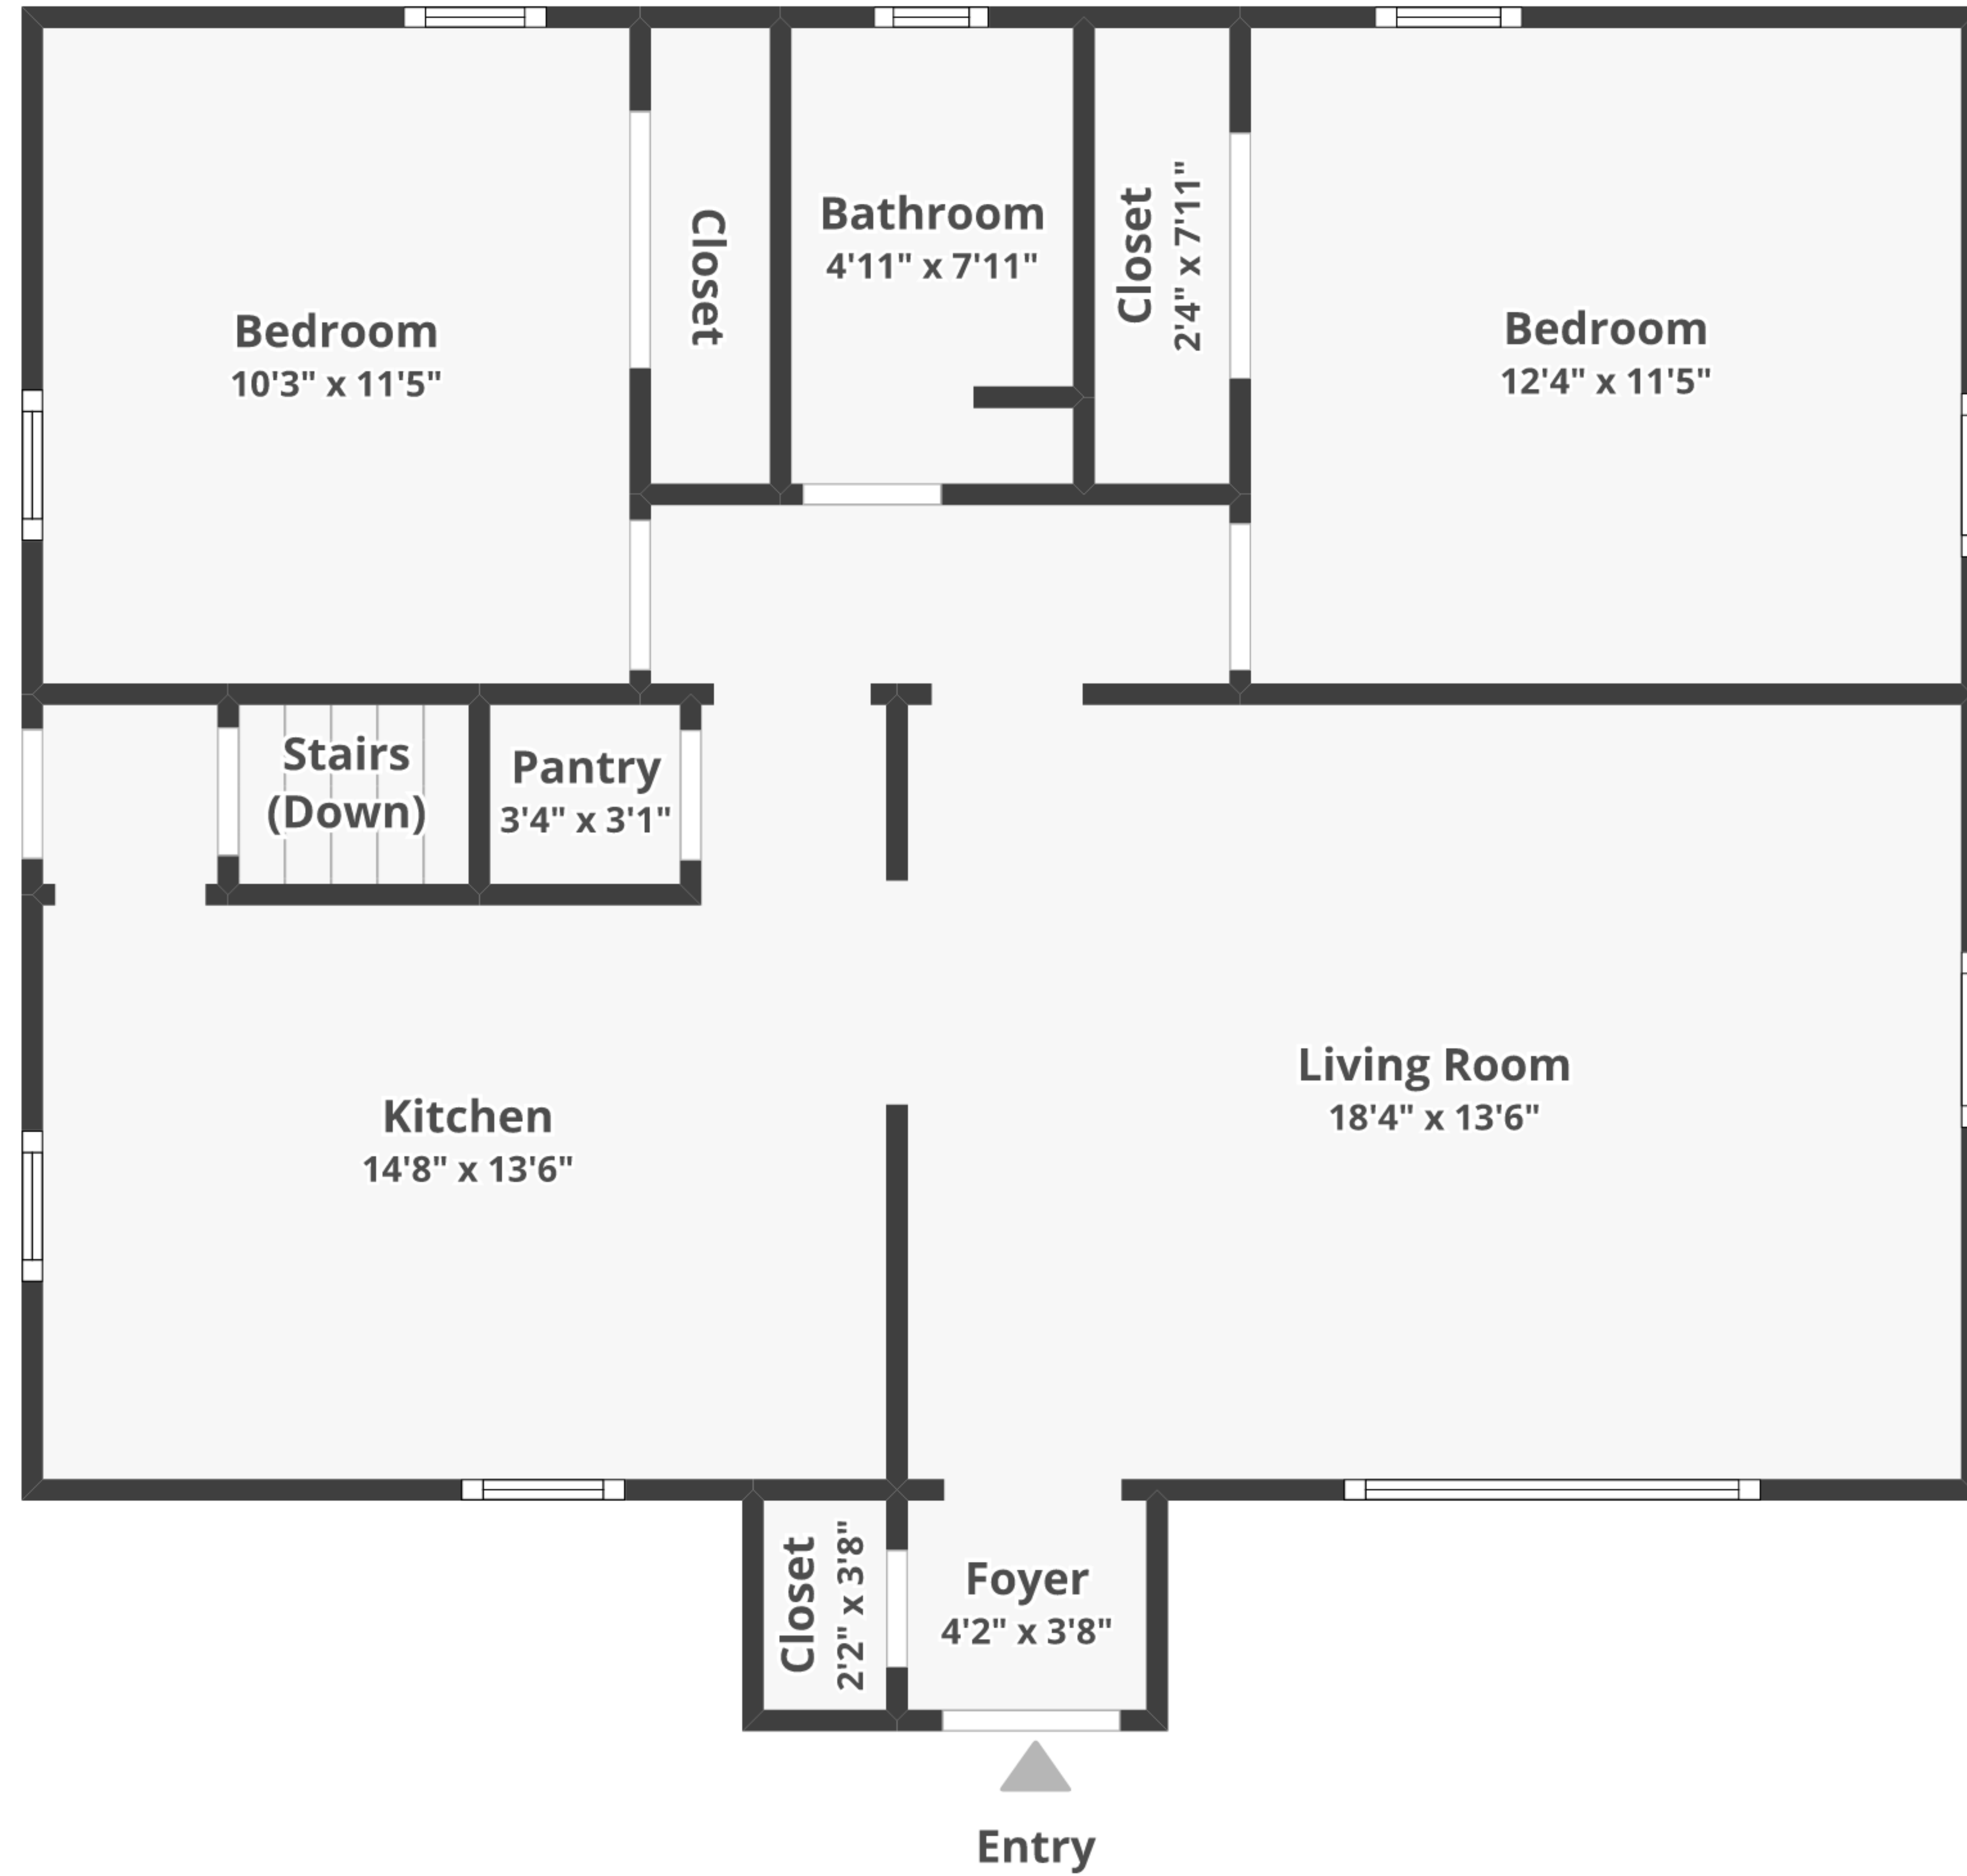 Bedroom
10'3" x 11'5"
Closet
Bathroom
4'11" x 7'11"
Closet
2'4" x 7'11"
Bedroom
12'4" x 11'5"
Stairs
(Down)
Pantry
3'4" x 3'1"
Kitchen
14'8" x 13'6"
Living Room
18'4" x 13'6"
Closet
2'2" x 3'8"
Foyer
4'2" x 3'8"
Entry